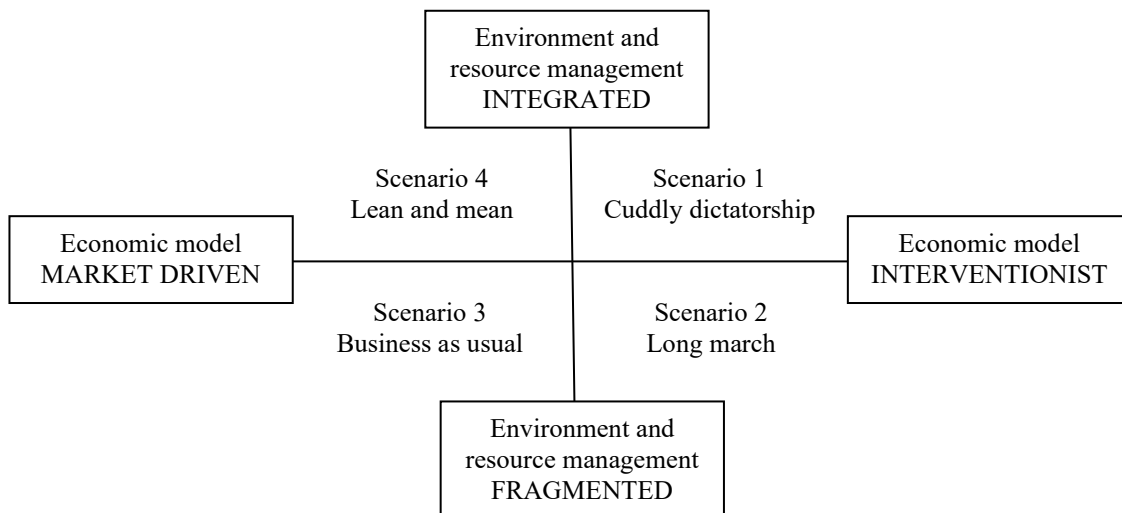 Environment and
resource management
INTEGRATED
Scenario 4
Lean and mean
Scenario 1
Cuddly dictatorship
Economic model
MARKET DRIVEN
Economic model
INTERVENTIONIST
Scenario 3
Business as usual
Scenario 2
Long march
Environment and
resource management
FRAGMENTED